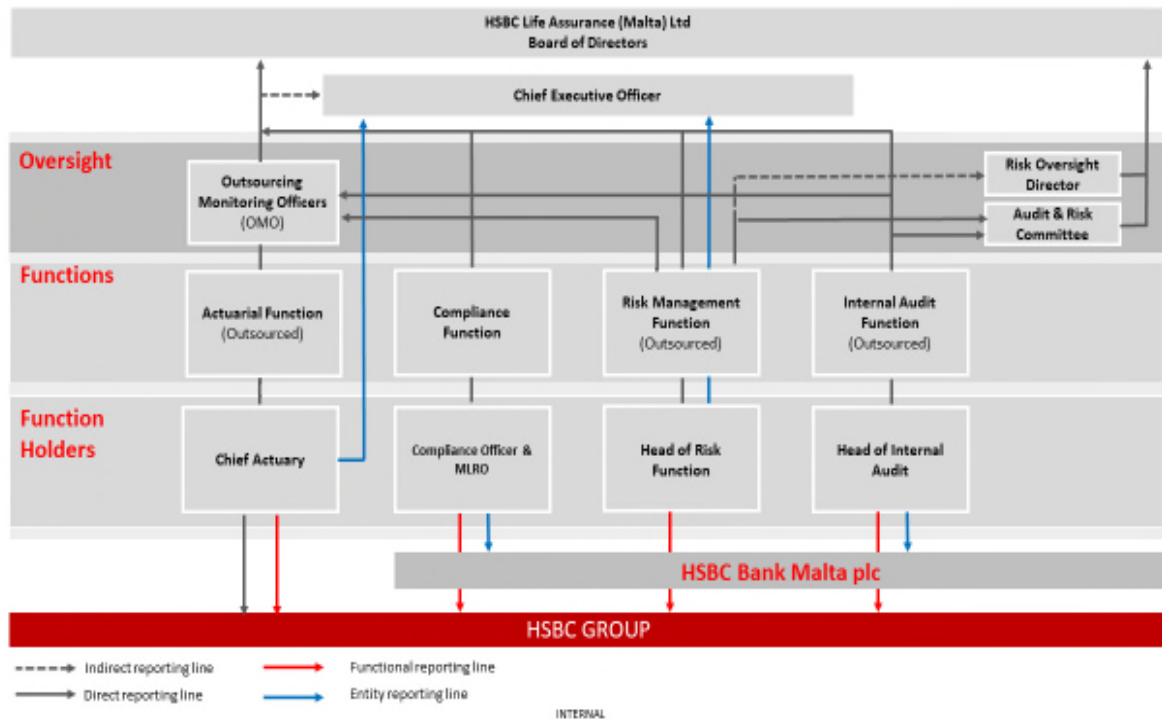 HSBC Life Assurance (Malta) Ltd
Board of Directors
Chief Executive Officer
Oversight
Outsourcing
Monitoring Officers
(OMO)
Risk Oversight
Director
Audit & Risk
Committee
Functions
Actuarial Function
(Outsourced)
Compliance
Function
Risk Management
Function
(Outsourced)
Internal Audit
Function
(Outsourced)
Function
Holders
Chief Actuary
Compliance Officer &
MLRO
Head of Risk
Function
Head of Internal
Audit
HSBC Bank Malta plc
HSBC GROUP
Indirect reporting line
Functional reporting line
Direct reporting line
Entity reporting line
INTERNAL